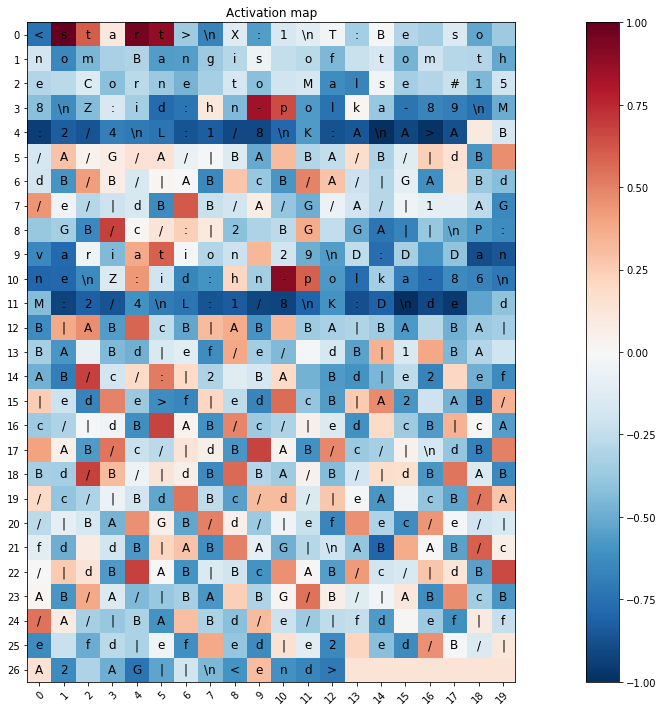 Activation map
0 < s t a r t > \n X : 1 \n T : B e s o
1 n o m B a n g i s o f t o m t h
2 e C o r n e t o M a l s e # 1 5
3 8 \n Z : i d : h n - p o l k a - 8 9 \n M
4 : 2 / 4 \n L : 1 / 8 \n K : A \n A > A B
5 / A / G / A / | B A B A / B / | d B
6 d B / B / | A B c B / A / | G A B d
7 / e / | d B B / A / G / A / | 1 A G
8 G B / c / : | 2 B G G A | | \n P :
9 v a r i a t i o n 2 9 \n D : D D a n
10 n e \n Z : i d : h n - p o l k a - 8 6 \n
11 M : 2 / 4 \n L : 1 / 8 \n K : D \n d e d
12 B | A B c B | A B B A | B A B A |
13 B A B d | e f / e / d B | 1 B A
14 A B / c / : | 2 B A B d | e 2 e f
15 | e d e > f | e d c B | A 2 A B /
16 c / | d B A B / c / | e d c B | c A
17 A B / c / | d B A B / c / | \n d B
18 B d / B / | d B B A / B / | d B A B
19 / c / | B d B c / d / | e A c B / A
20 / | B A G B / d / | e f e c / e / |
21 f d d B | A B A G | \n A B A B / c
22 / | d B A B | B c A B / c / | d B
23 A B / A / | B A B G / B / | A B c B
24 / A / | B A B d / e / | f d e f | f
25 e f d | e f e d | e 2 e d / B / |
26 A 2 A G | | \n < e n d >
0 1 2 3 4 5 6 7 8 9 10 11 12 13 14 15 16 17 18 19
1.00
0.75
0.50
0.25
0.00
−0.25
−0.50
−0.75
−1.00